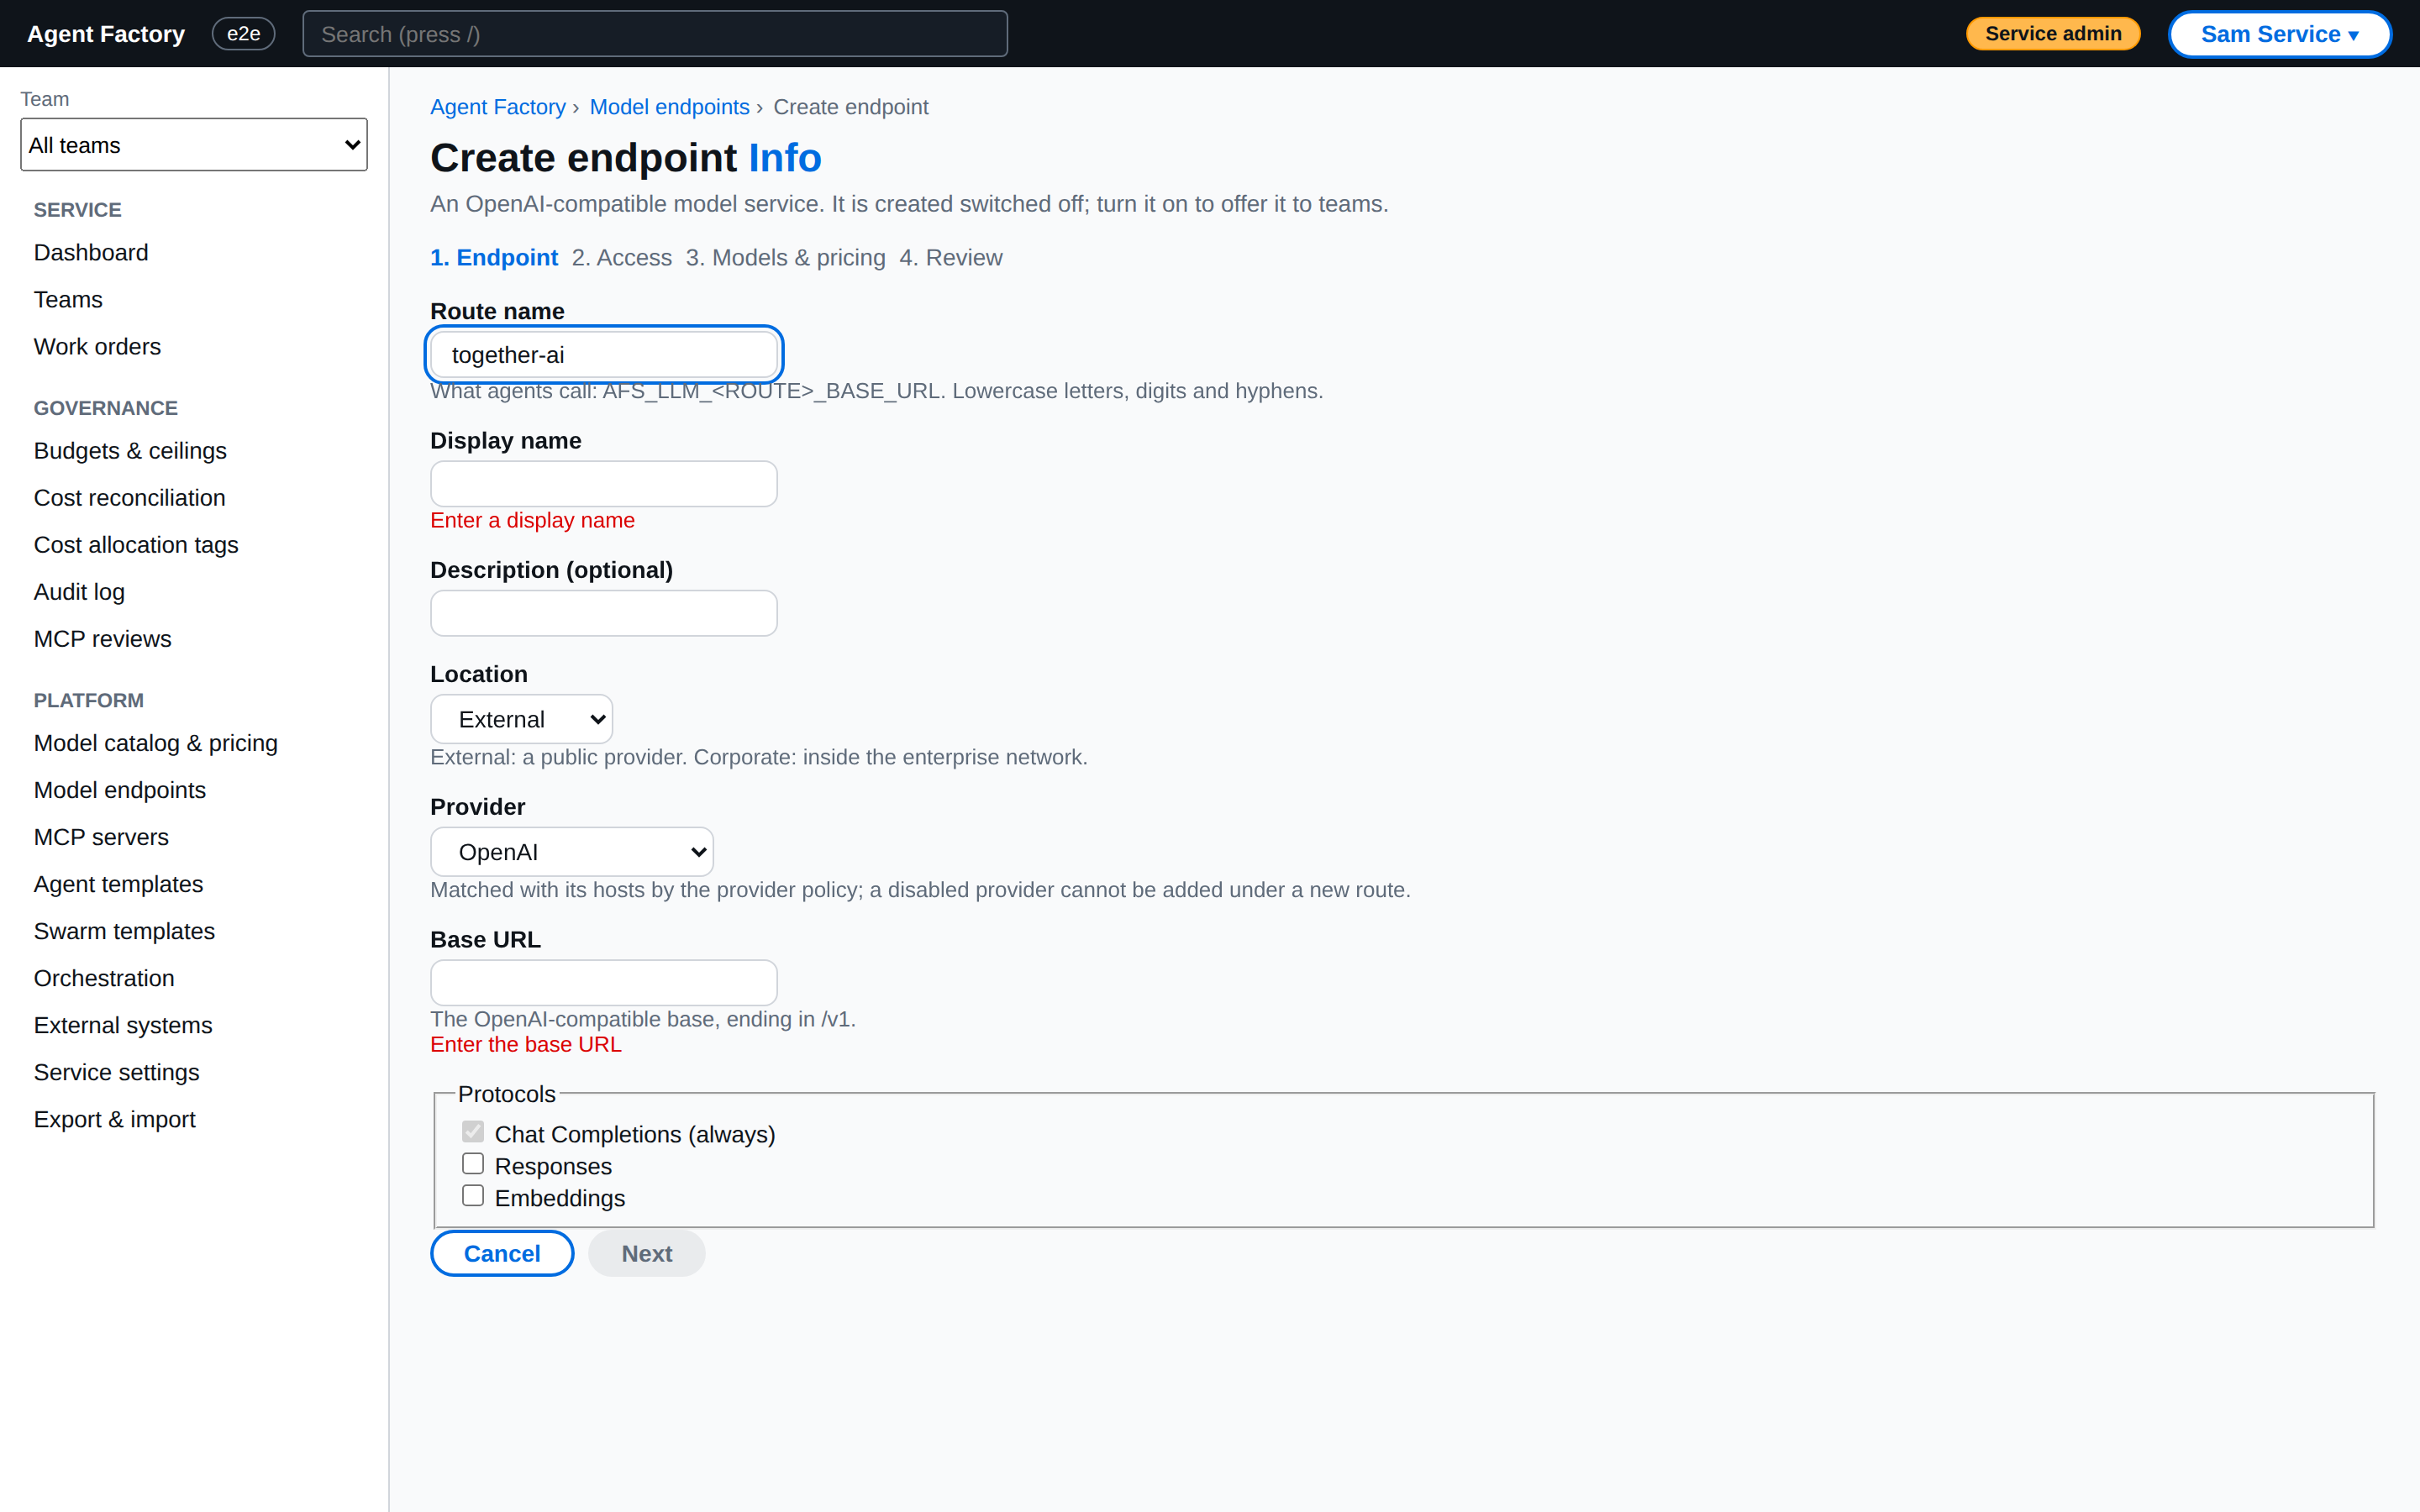 Agent Factory
e2e
Search (press /)
Service admin
Sam Service ▾
Team
All teams
SERVICE
Dashboard
Teams
Work orders
GOVERNANCE
Budgets & ceilings
Cost reconciliation
Cost allocation tags
Audit log
MCP reviews
PLATFORM
Model catalog & pricing
Model endpoints
MCP servers
Agent templates
Swarm templates
Orchestration
External systems
Service settings
Export & import
Agent Factory › Model endpoints › Create endpoint
Create endpoint Info
An OpenAI-compatible model service. It is created switched off; turn it on to offer it to teams.
1. Endpoint 2. Access 3. Models & pricing 4. Review
Route name
together-ai
What agents call: AFS_LLM_<ROUTE>_BASE_URL. Lowercase letters, digits and hyphens.
Display name
Enter a display name
Description (optional)
Location
External
External: a public provider. Corporate: inside the enterprise network.
Provider
OpenAI
Matched with its hosts by the provider policy; a disabled provider cannot be added under a new route.
Base URL
The OpenAI-compatible base, ending in /v1.
Enter the base URL
Protocols
Chat Completions (always)
Responses
Embeddings
Cancel
Next